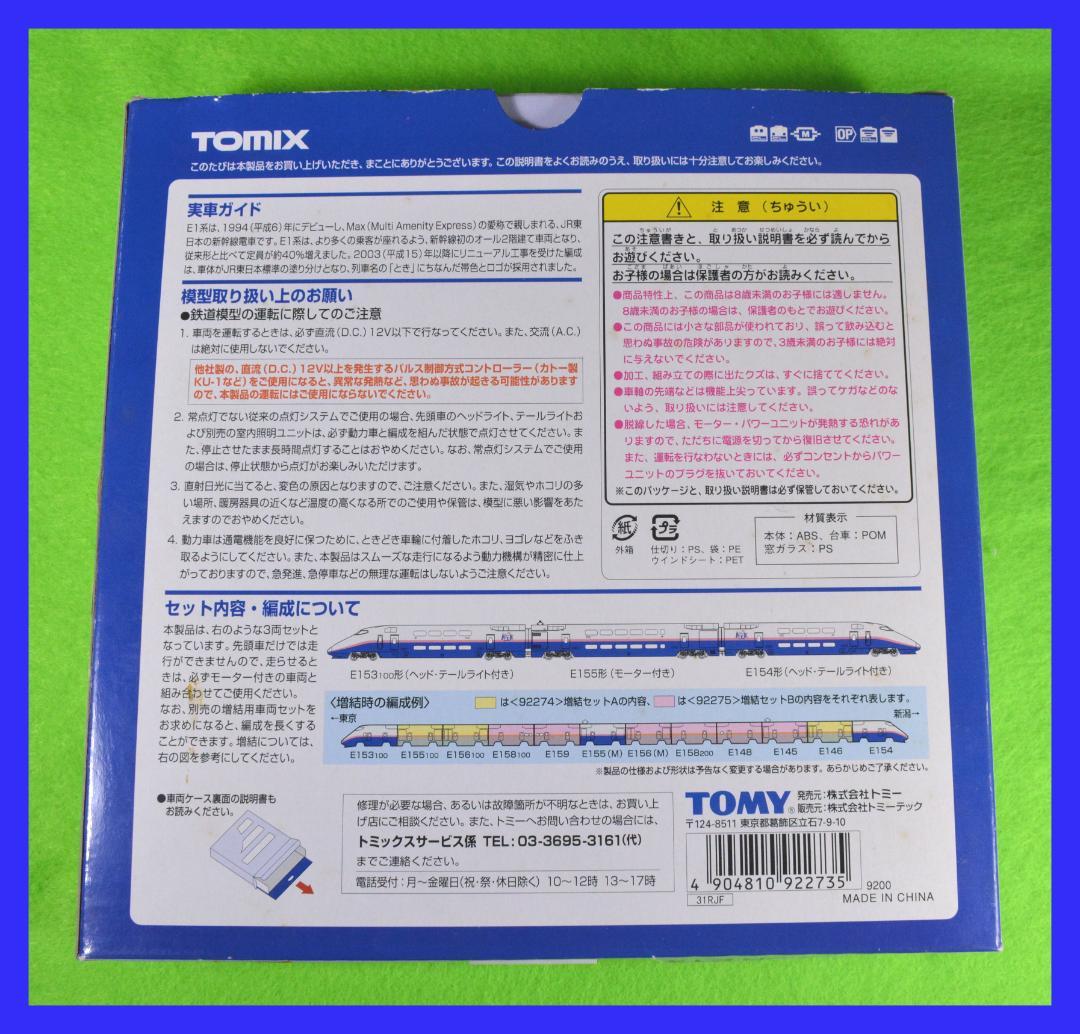 TOMIX
OP
このたびは本製品をお買い上げいただき、まことにありがとうございます。この説明書をよくお読みのうえ、取り扱いには十分注意してお楽しみください。
実車ガイド
E1系は、1994(平成6)年にデビューし、Max(Multi Amenity Express)の愛称で親しまれる、JR東
日本の新幹線電車です。E1系は、より多くの乗客が座れるよう、新幹線初のオール2階建て車両となり、
従来形と比べて定員が約40%増えました。2003(平成15)年以降にリニューアル工事を受けた編成
は、車体がJR東日本標準の塗り分けとなり、列車名の「とき」にちなんだ帯色とロゴが採用されました。
模型取り扱い上のお願い
●鉄道模型の運転に際してのご注意
1. 車両を運転するときは、必ず直流(D.C.)12V以下で行なってください。また、交流(A.C.)
は絶対に使用しないでください。
他社製の、直流(D.C.)12V以上を発生するパルス制御方式コントローラー(カトー製
KU-1など)をご使用になると、異常な発熱など、思わぬ事故が起きる可能性があります
ので、本製品の運転にはご使用にならないでください。
2. 常点灯でない従来の点灯システムでご使用の場合、先頭車のヘッドライト、テールライトお
よび別売の室内照明ユニットは、必ず動力車と編成を組んだ状態で点灯させてください。ま
た、停止させたまま長時間点灯することはおやめください。なお、常点灯システムでご使用
の場合は、停止状態から点灯がお楽しみいただけます。
3. 直射日光に当てると、変色の原因となりますので、ご注意ください。また、湿気やホコリの多
い場所、暖房器具の近くなど温度の高くなる所でのご使用や保管は、模型に悪い影響をあた
えますのでおやめください。
4. 動力車は通電機能を良好に保つために、ときどき車輪に付着したホコリ、ヨゴレなどをふき
取るようにしてください。また、本製品はスムーズな走行になるよう動力機構が精密に仕上
がっておりますので、急発進、急停車などの無理な運転はしないようご注意ください。
注 意(ちゅうい)
この注意書きと、取り扱い説明書を必ず読んでから
お遊びください。
お子様の場合は保護者の方がお読みください。
●商品特性上、この商品は8歳未満のお子様には適しません。
8歳未満のお子様の場合は、保護者のもとでお遊びください。
●この商品には小さな部品が使われており、誤って飲み込むと
思わぬ事故の危険がありますので、3歳未満のお子様には絶対
に与えないでください。
●加工、組み立ての際に出たクズは、すぐに捨ててください。
●車軸の先端などは機能上尖っています。誤ってケガなどのな
いよう、取り扱いには注意してください。
●脱線した場合、モーター・パワーユニットが発熱する恐れがあ
りますので、ただちに電源を切ってから復旧させてください。
また、運転を行なわないときには、必ずコンセントからパワー
ユニットのプラグを抜いておいてください。
※このパッケージと、取り扱い説明書は必ず保管しておいてください。
紙
外箱
プラ
仕切り:PS、袋:PE
ウインドシート:PET
材質表示
本体:ABS、台車:POM
窓ガラス:PS
セット内容・編成について
本製品は、右のような3両セットと
なっています。先頭車だけでは走
行ができませんので、走らせると
きは、必ずモーター付きの車両と
組み合わせてご使用ください。
なお、別売の増結用車両セットを
お求めになると、編成を長くする
ことができます。増結については、
右の図を参考にしてください。
E153100形(ヘッド・テールライト付き)
E155形(モーター付き)
E154形(ヘッド・テールライト付き)
〈増結時の編成例〉
は<92274>増結セットAの内容、
は<92275>増結セットBの内容をそれぞれ表します。
←東京
新潟→
E153100 E155100 E156100 E158100 E159 E155(M) E156(M) E158200 E148 E145 E146 E154
※製品の仕様および形状は予告なく変更する場合があります。あらかじめご了承ください。
●車両ケース裏面の説明書も
お読みください。
修理が必要な場合、あるいは故障箇所が不明なときは、お買い上
げ店にご相談ください。また、トミーへお問い合わせの場合には、
トミックスサービス係 TEL:03-3695-3161(代)
までご連絡ください。
電話受付:月〜金曜日(祝・祭・休日除く) 10〜12時 13〜17時
TOMY®
発売元:株式会社トミー
販売元:株式会社トミーテック
〒124-8511 東京都葛飾区立石7-9-10
4 904810 922735
9200
31RJF
MADE IN CHINA